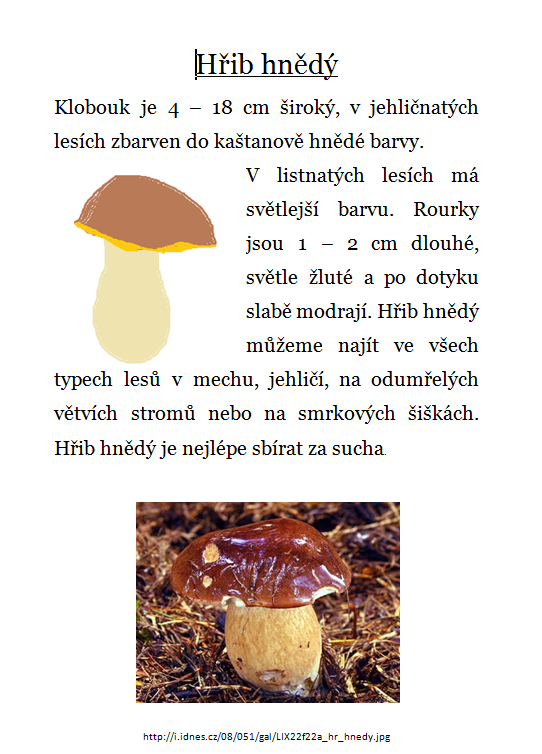 Hřib hnědý
Klobouk je 4 – 18 cm široký, v jehličnatých
lesích zbarven do kaštanově hnědé barvy.
V listnatých lesích má
světlejší barvu. Rourky
jsou 1 – 2 cm dlouhé,
světle žluté a po dotyku
slabě modrají. Hřib hnědý
můžeme najít ve všech
typech lesů v mechu, jehličí, na odumřelých
větvích stromů nebo na smrkových šiškách.
Hřib hnědý je nejlépe sbírat za sucha.
http://i.idnes.cz/08/051/gal/LIX22f22a_hr_hnedy.jpg